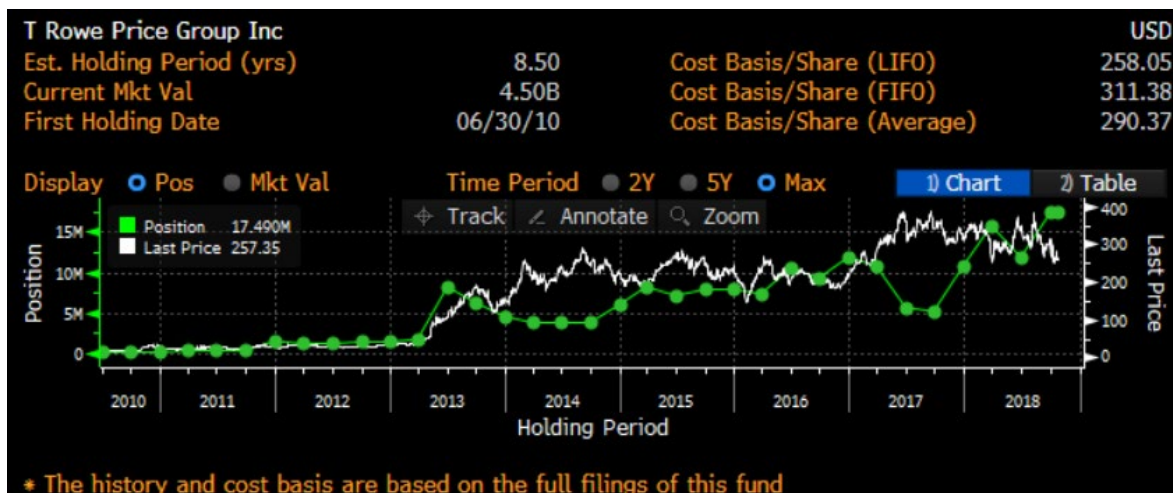 T Rowe Price Group Inc USD
Est. Holding Period (yrs) 8.50 Cost Basis/Share (LIFO) 258.05
Current Mkt Val 4.50B Cost Basis/Share (FIFO) 311.38
First Holding Date 06/30/10 Cost Basis/Share (Average) 290.37
Display Pos Mkt Val Time Period 2Y 5Y Max 1) Chart 2) Table
Track Annotate Zoom
Position 17.490M
Last Price 257.35
Position
15M
10M
5M
0
400
300
200
100
0
Last Price
2010 2011 2012 2013 2014 2015 2016 2017 2018
Holding Period
* The history and cost basis are based on the full filings of this fund